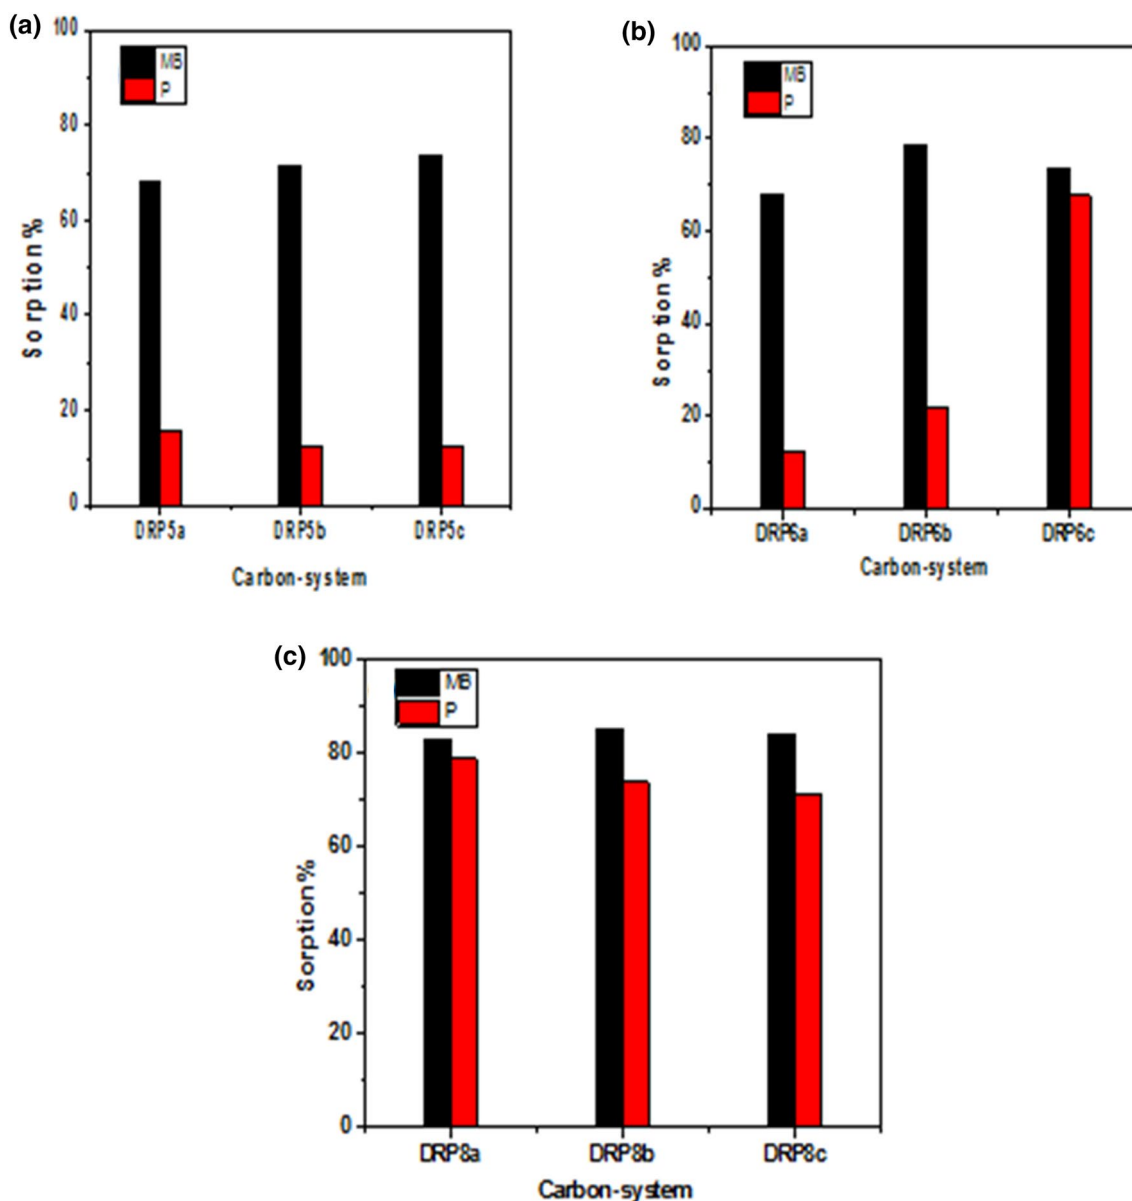 (a)
100
80
60
40
20
0
Sorption%
MB
P
DRP5a DRP5b DRP5c
Carbon-system
(b)
100
80
60
40
20
0
Sorption%
MB
P
DRP6a DRP6b DRP6c
Carbon-system
(c)
100
80
60
40
20
0
Sorption%
MB
P
DRP8a DRP8b DRP8c
Carbon-system